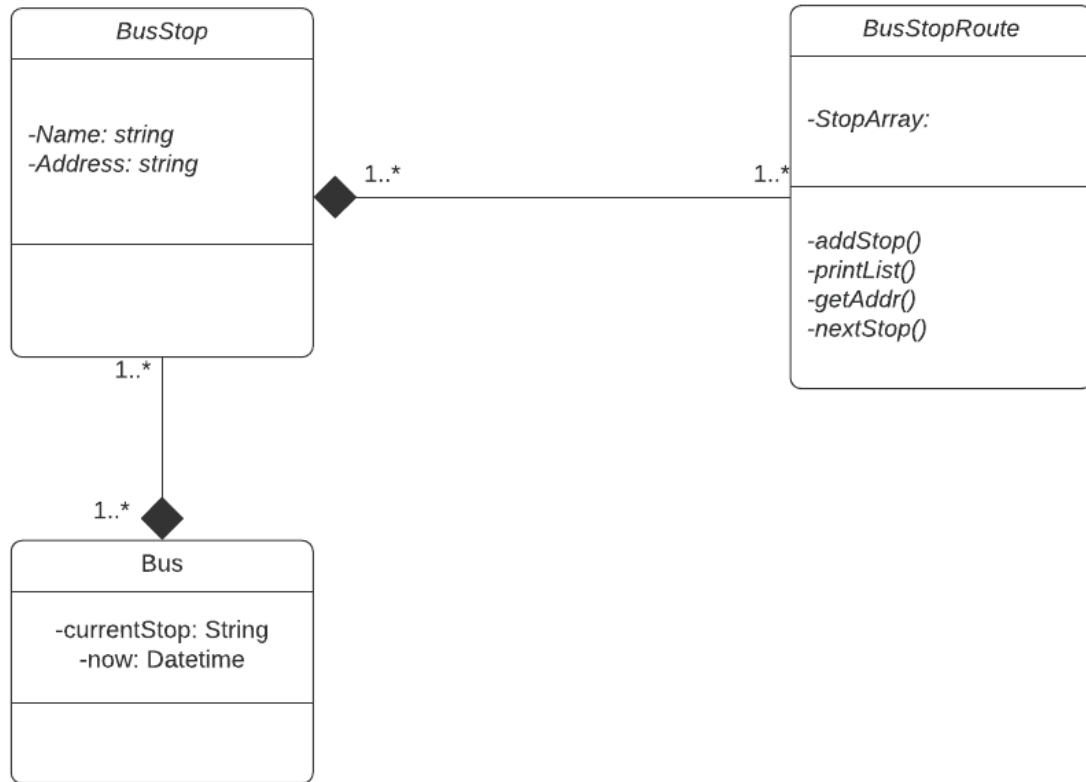 BusStop
-Name: string
-Address: string
1..*
1..*
BusStopRoute
-StopArray:
-addStop()
-printList()
-getAddr()
-nextStop()
1..*
1..*
Bus
-currentStop: String
-now: Datetime